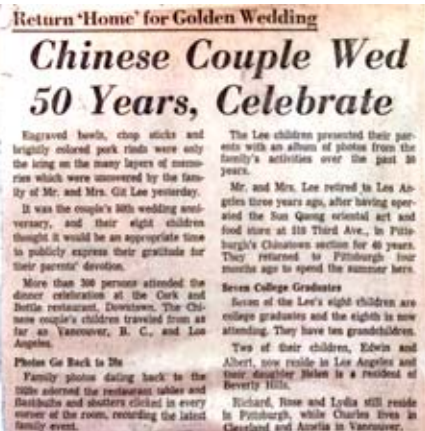 Return 'Home' for Golden Wedding
Chinese Couple Wed
50 Years, Celebrate
Engraved bowls, chop sticks and
brightly colored pork rinds were only
the icing on the many layers of memo-
ries which were uncovered by the fam-
ily of Mr. and Mrs. Git Lee yesterday.
It was the couple's 50th wedding anni-
versary, and their eight children
thought it would be an appropriate time
to publicly express their gratitude for
their parents' devotion.
More than 300 persons attended the
dinner celebration at the Cork and
Bottle restaurant, Downtown. The Chi-
nese couple's children traveled from as
far as Vancouver, B. C., and Los
Angeles.
Photos Go Back to 20s
Family photos dating back to the
1920s adorned the restaurant tables and
flashbulbs and shutters clicked in every
corner of the room, recording the latest
family event.
The Lee children presented their par-
ents with an album of photos from the
family's activities over the past 50
years.
Mr. and Mrs. Lee retired to Los An-
geles three years ago, after having oper-
ated the Sun Quong oriental art and
food store at 519 Third Ave., in Pitts-
burgh's Chinatown section for 40 years.
They returned to Pittsburgh four
months ago to spend the summer here.
Seven College Graduates
Seven of the Lee's eight children are
college graduates and the eighth is now
attending. They have ten grandchildren.
Two of their children, Edwin and
Albert, now reside in Los Angeles and
their daughter Helen is a resident of
Beverly Hills.
Richard, Rose and Lydia still reside
in Pittsburgh, while Charles lives in
Cleveland and Amelia in Vancouver.